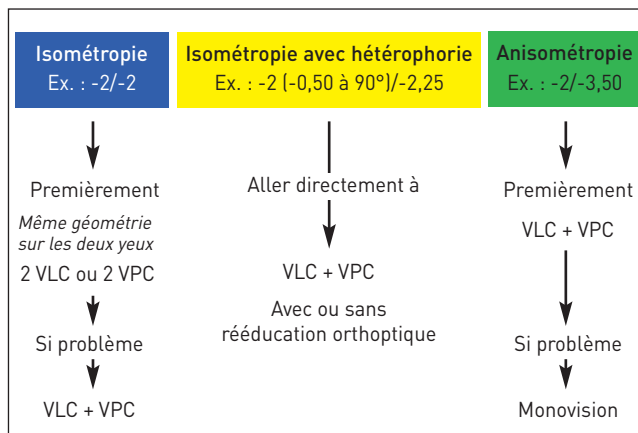 Isométropie
Ex. : -2/-2
Premièrement
Même géométrie
sur les deux yeux
2 VLC ou 2 VPC
Si problème
VLC + VPC
Isométropie avec hétérophorie
Ex. : -2 (-0,50 à 90°)/-2,25
Aller directement à
VLC + VPC
Avec ou sans
rééducation orthoptique
Anisométropie
Ex. : -2/-3,50
Premièrement
VLC + VPC
Si problème
Monovision